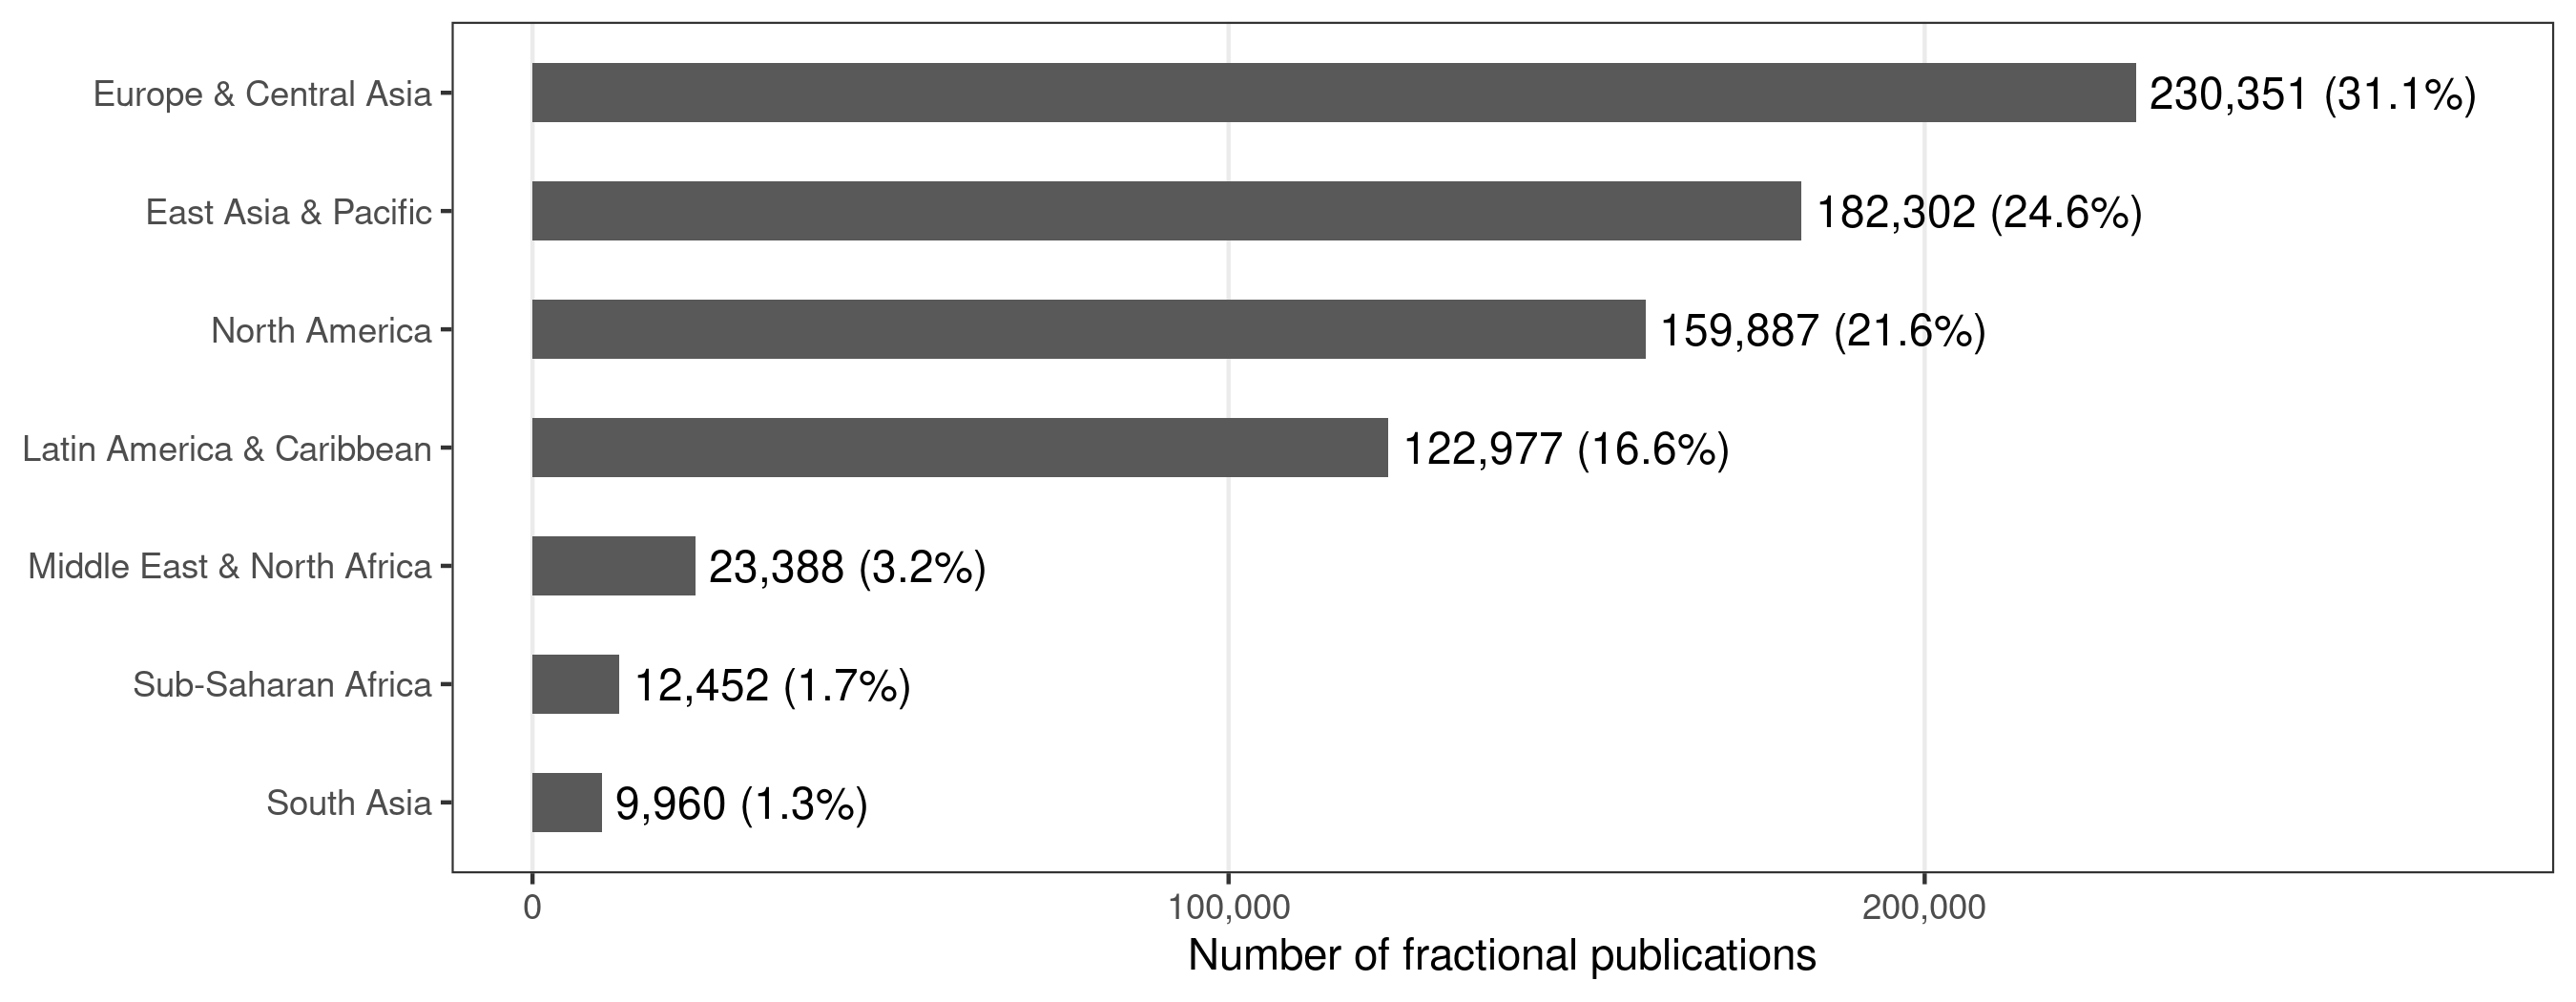 Europe & Central Asia 230,351 (31.1%)
East Asia & Pacific 182,302 (24.6%)
North America 159,887 (21.6%)
Latin America & Caribbean 122,977 (16.6%)
Middle East & North Africa 23,388 (3.2%)
Sub-Saharan Africa 12,452 (1.7%)
South Asia 9,960 (1.3%)
0 100,000 200,000
Number of fractional publications